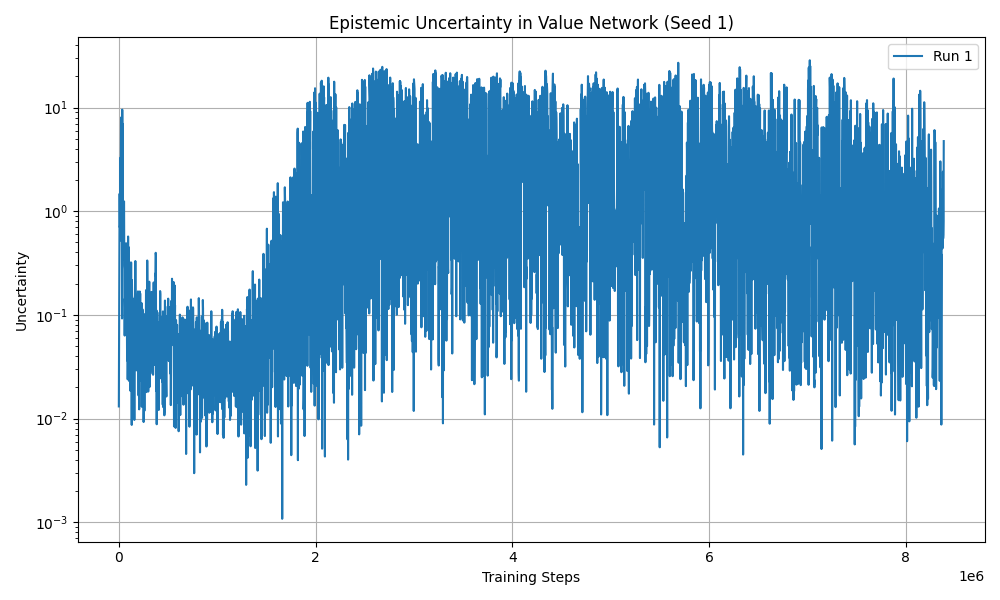 Epistemic Uncertainty in Value Network (Seed 1)
Run 1
Uncertainty
10¹
10⁰
10⁻¹
10⁻²
10⁻³
0 2 4 6 8
1e6
Training Steps